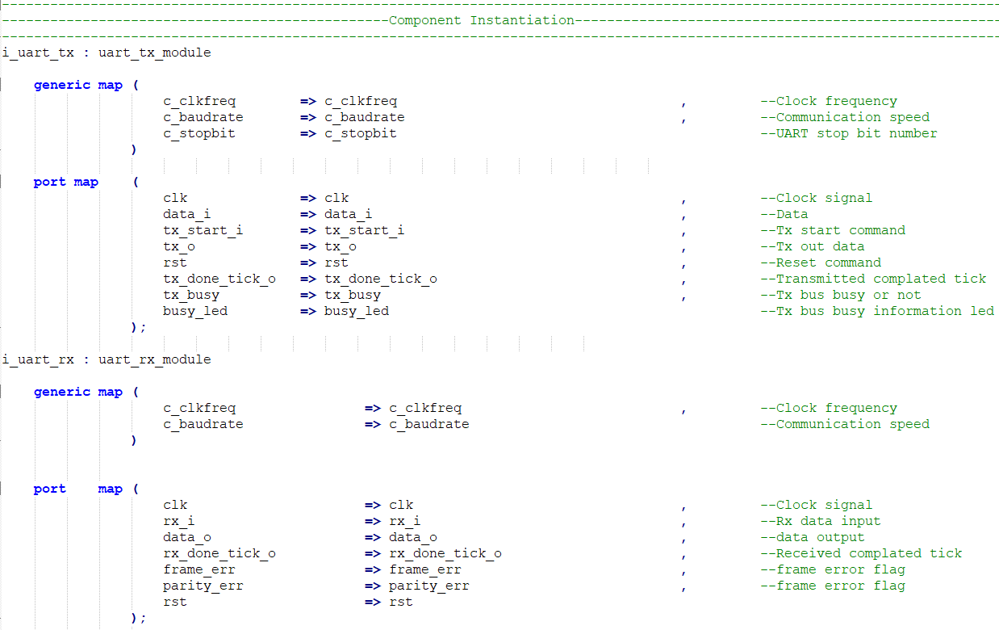 ----------------------------------------------------------------------------------------------------------------------------
------------------------------------------------Component Instantiation-----------------------------------------------------
----------------------------------------------------------------------------------------------------------------------------
i_uart_tx : uart_tx_module
generic map (
c_clkfreq => c_clkfreq , --Clock frequency
c_baudrate => c_baudrate , --Communication speed
c_stopbit => c_stopbit --UART stop bit number
)
port map (
clk => clk , --Clock signal
data_i => data_i , --Data
tx_start_i => tx_start_i , --Tx start command
tx_o => tx_o , --Tx out data
rst => rst , --Reset command
tx_done_tick_o => tx_done_tick_o , --Transmitted complated tick
tx_busy => tx_busy , --Tx bus busy or not
busy_led => busy_led --Tx bus busy information led
);
i_uart_rx : uart_rx_module
generic map (
c_clkfreq => c_clkfreq , --Clock frequency
c_baudrate => c_baudrate --Communication speed
)
port map (
clk => clk , --Clock signal
rx_i => rx_i , --Rx data input
data_o => data_o , --data output
rx_done_tick_o => rx_done_tick_o , --Received complated tick
frame_err => frame_err , --frame error flag
parity_err => parity_err , --frame error flag
rst => rst
);